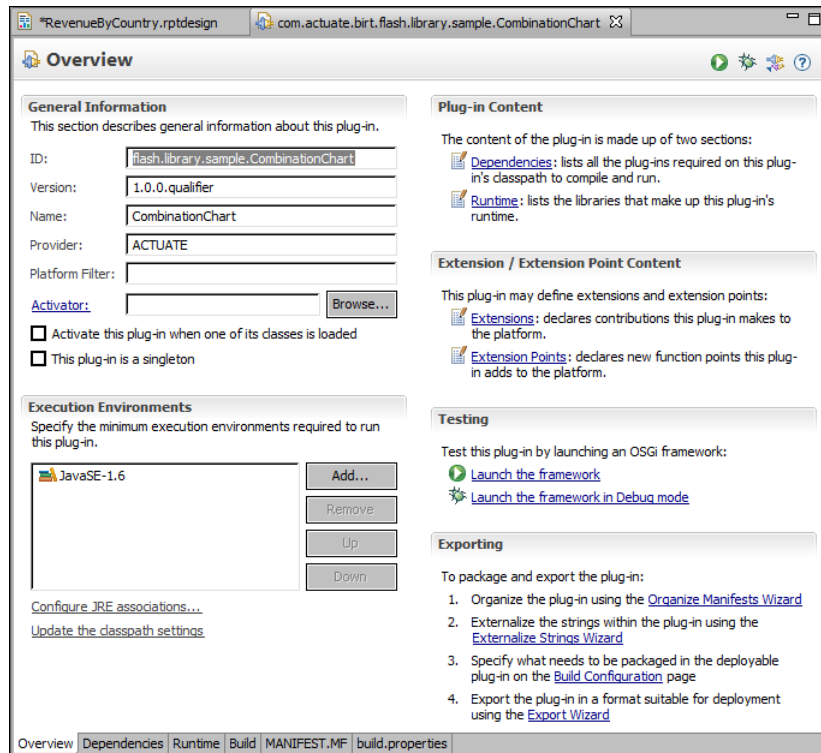 *RevenueByCountry.rptdesign
com.actuate.birt.flash.library.sample.CombinationChart
Overview
General Information
This section describes general information about this plug-in.
ID:
flash.library.sample.CombinationChart
Version:
1.0.0.qualifier
Name:
CombinationChart
Provider:
ACTUATE
Platform Filter:
Activator:
Browse...
Activate this plug-in when one of its classes is loaded
This plug-in is a singleton
Execution Environments
Specify the minimum execution environments required to run
this plug-in.
JavaSE-1.6
Add...
Remove
Up
Down
Configure JRE associations...
Update the classpath settings
Plug-in Content
The content of the plug-in is made up of two sections:
Dependencies: lists all the plug-ins required on this plug-
in's classpath to compile and run.
Runtime: lists the libraries that make up this plug-in's
runtime.
Extension / Extension Point Content
This plug-in may define extensions and extension points:
Extensions: declares contributions this plug-in makes to
the platform.
Extension Points: declares new function points this plug-
in adds to the platform.
Testing
Test this plug-in by launching an OSGi framework:
Launch the framework
Launch the framework in Debug mode
Exporting
To package and export the plug-in:
1. Organize the plug-in using the Organize Manifests Wizard
2. Externalize the strings within the plug-in using the
Externalize Strings Wizard
3. Specify what needs to be packaged in the deployable
plug-in on the Build Configuration page
4. Export the plug-in in a format suitable for deployment
using the Export Wizard
Overview Dependencies Runtime Build MANIFEST.MF build.properties